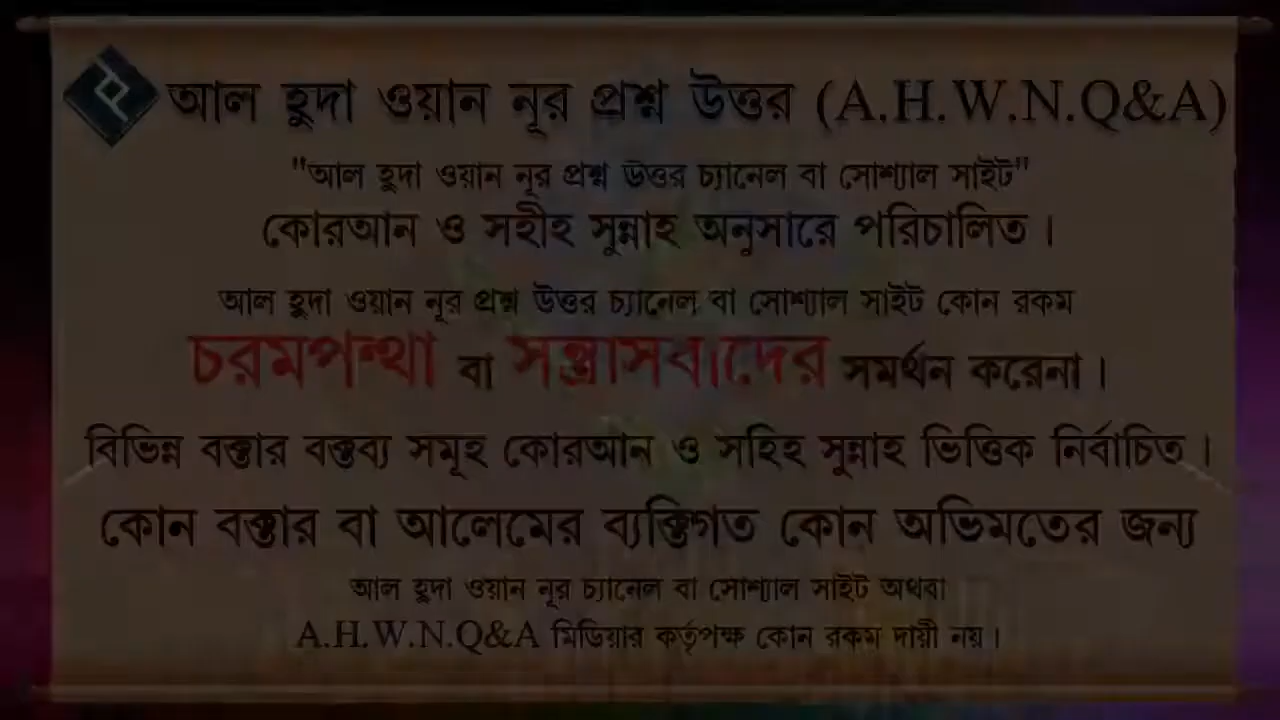 আল হুদা ওয়ান নূর প্রশ্ন উত্তর (A.H.W.N.Q&A)
"আল হুদা ওয়ান নূর প্রশ্ন উত্তর চ্যানেল বা সোশ্যাল সাইট"
কোরআন ও সহীহ সুন্নাহ অনুসারে পরিচালিত।
আল হুদা ওয়ান নূর প্রশ্ন উত্তর চ্যানেল বা সোশ্যাল সাইট কোন রকম
চরমপন্থা বা সন্ত্রাসবাদের সমর্থন করেনা।
বিভিন্ন বক্তার বক্তব্য সমূহ কোরআন ও সহিহ সুন্নাহ ভিত্তিক নির্বাচিত।
কোন বক্তার বা আলেমের ব্যক্তিগত কোন অভিমতের জন্য
আল হুদা ওয়ান নূর চ্যানেল বা সোশ্যাল সাইট অথবা
A.H.W.N.Q&A মিডিয়ার কর্তৃপক্ষ কোন রকম দায়ী নয়।